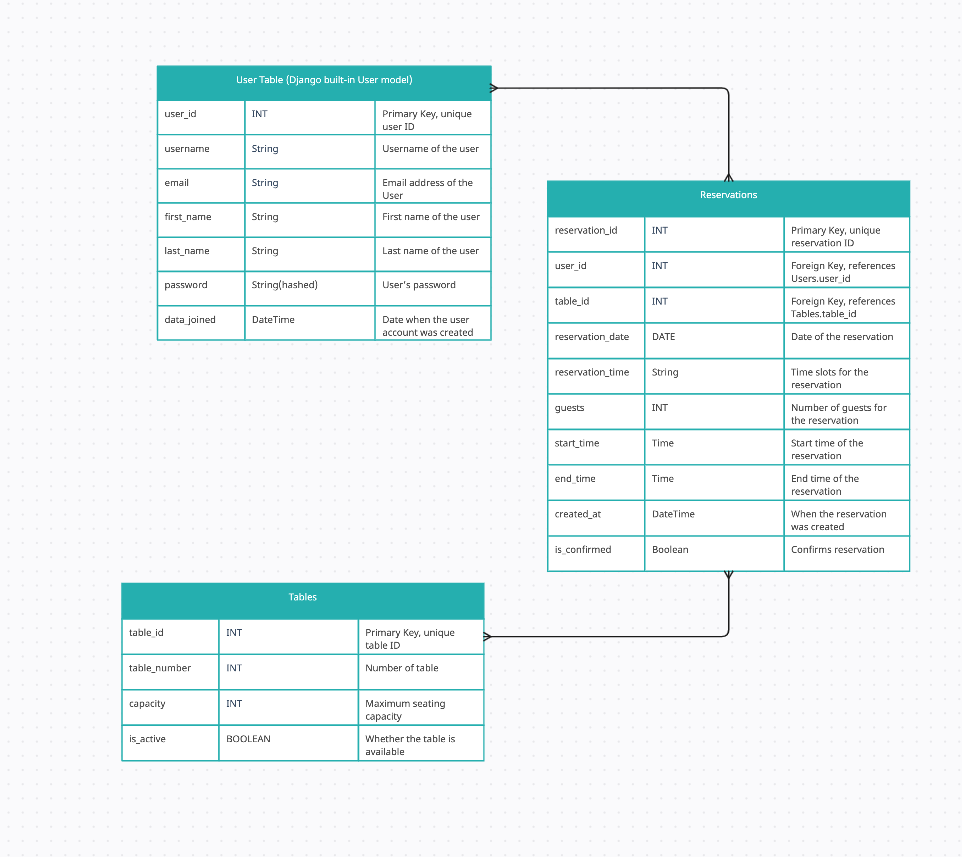 User Table (Django built-in User model)
user_id INT Primary Key, unique
user ID
username String Username of the user
email String Email address of the
User
first_name String First name of the user
last_name String Last name of the user
password String(hashed) User's password
data_joined DateTime Date when the user
account was created
Reservations
reservation_id INT Primary Key, unique
reservation ID
user_id INT Foreign Key, references
Users.user_id
table_id INT Foreign Key, references
Tables.table_id
reservation_date DATE Date of the reservation
reservation_time String Time slots for the
reservation
guests INT Number of guests for
the reservation
start_time Time Start time of the
reservation
end_time Time End time of the
reservation
created_at DateTime When the reservation
was created
is_confirmed Boolean Confirms reservation
Tables
table_id INT Primary Key, unique
table ID
table_number INT Number of table
capacity INT Maximum seating
capacity
is_active BOOLEAN Whether the table is
available